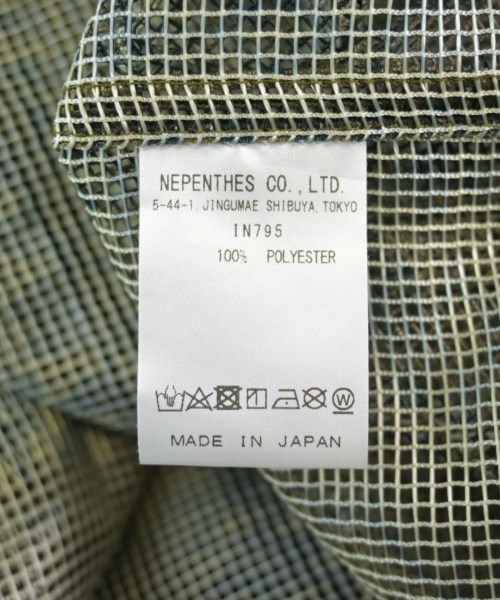 NEPENTHES CO.,LTD.
5-44-1 JINGUMAE SHIBUYA TOKYO
IN795
100% POLYESTER
W
MADE IN JAPAN